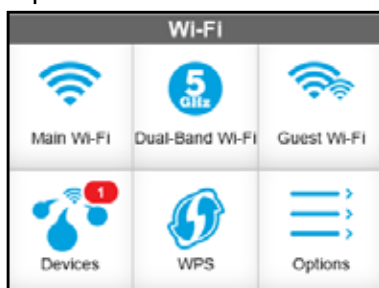 Wi-Fi
5
GHz
Main Wi-Fi Dual-Band Wi-Fi Guest Wi-Fi
1
Devices WPS Options